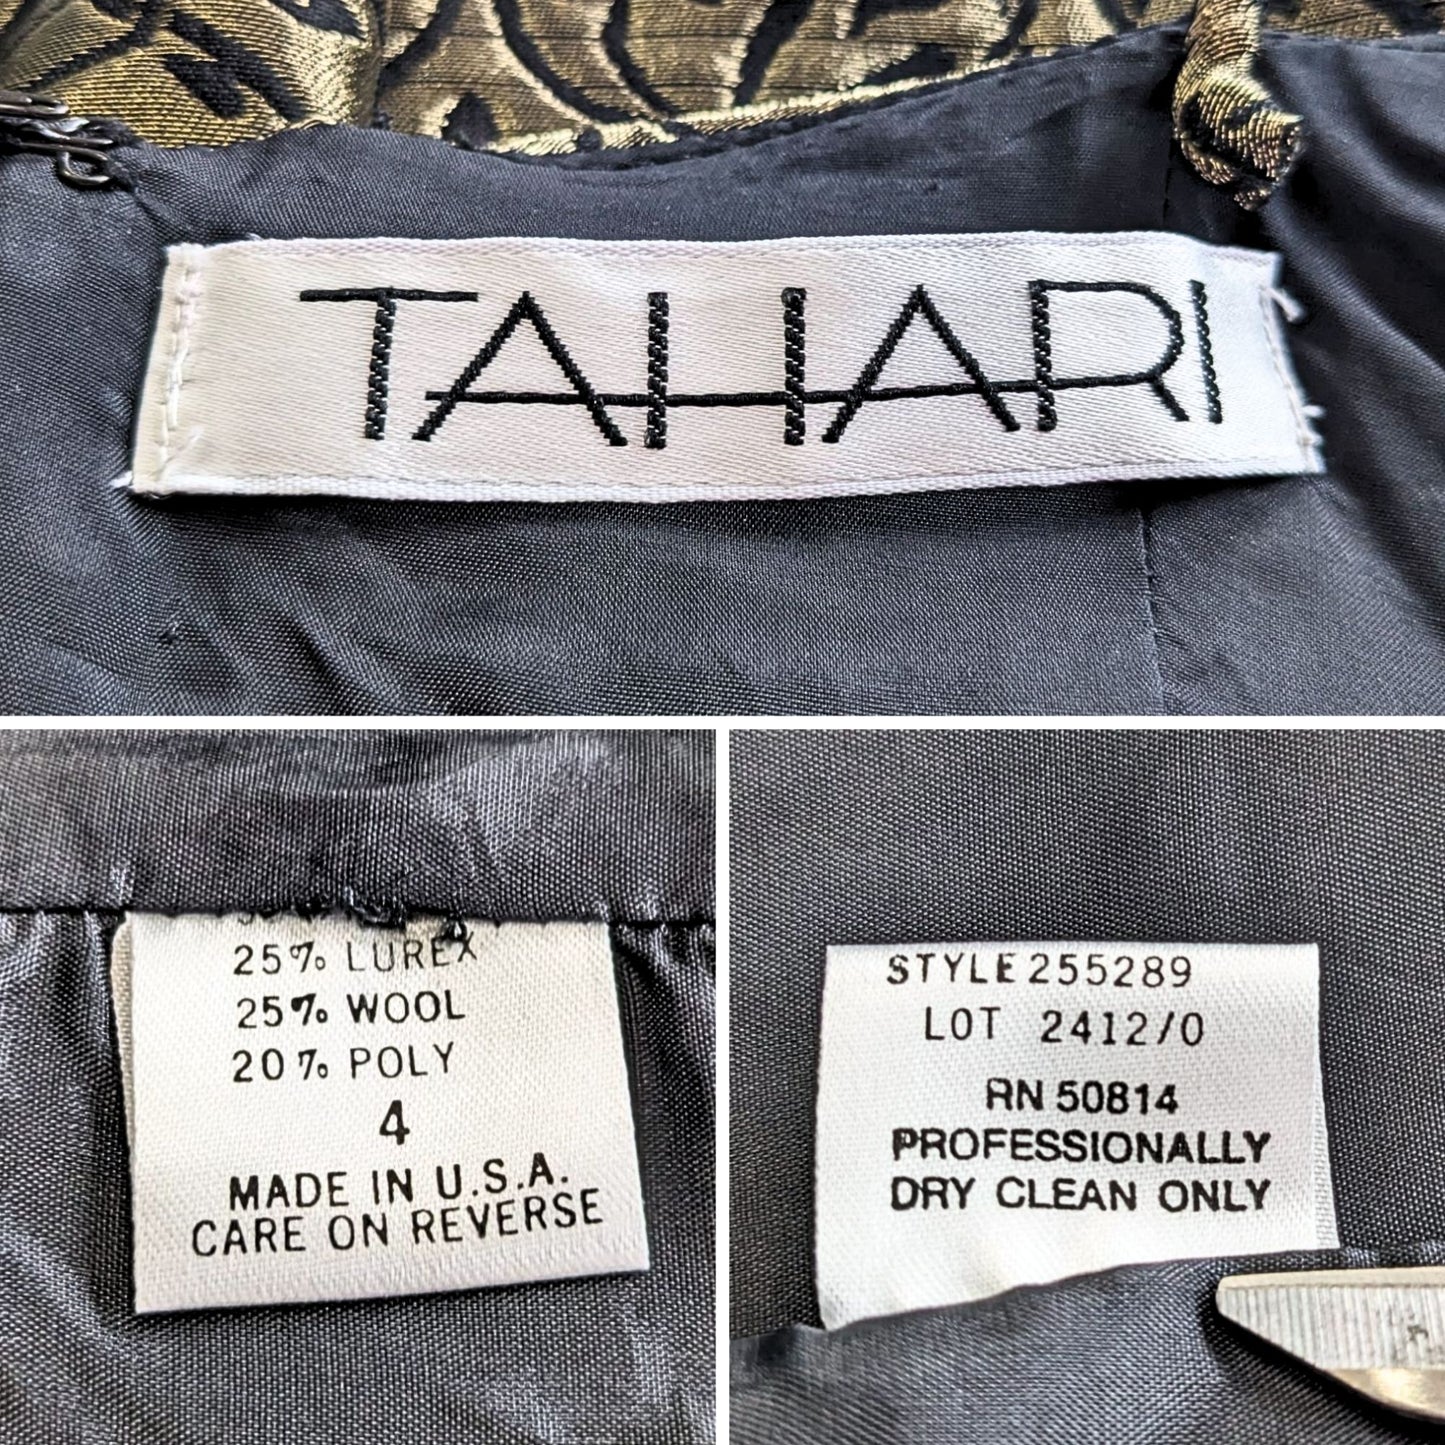 TAHARI
25% LUREX
25% WOOL
20% POLY
4
MADE IN U.S.A.
CARE ON REVERSE
STYLE 255289
LOT 2412/0
RN 50814
PROFESSIONALLY
DRY CLEAN ONLY